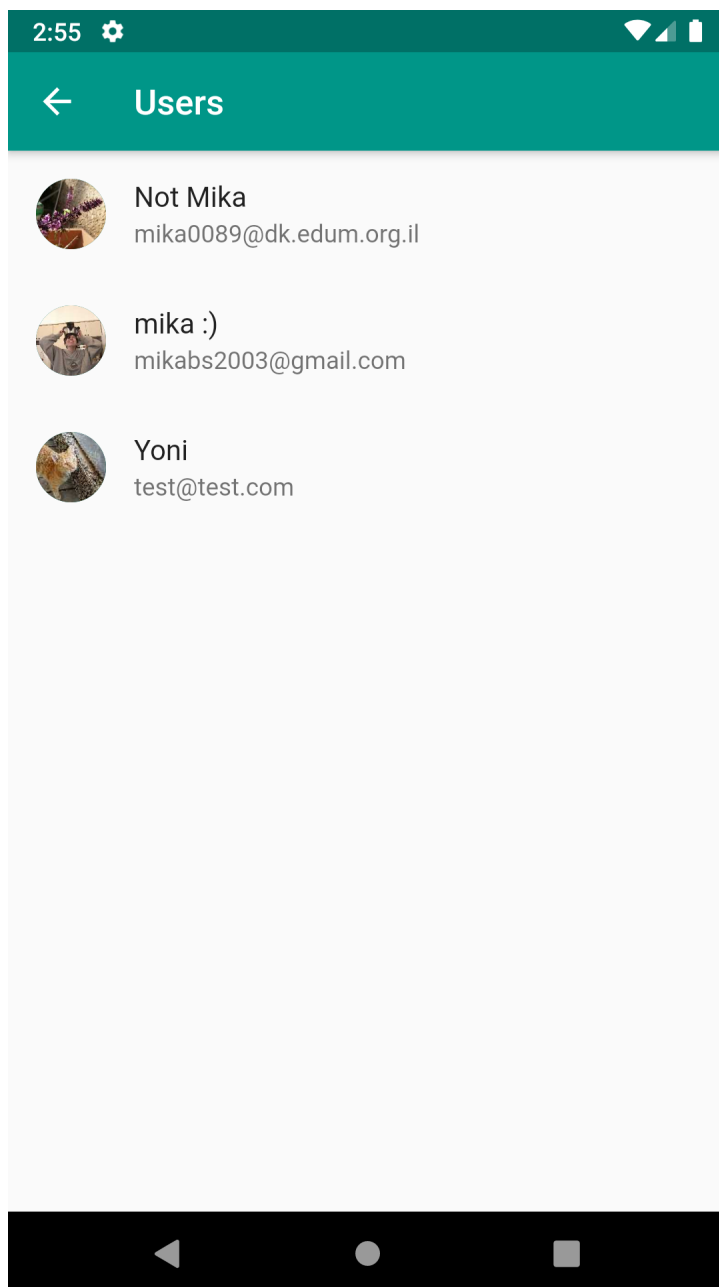 2:55
Users
Not Mika
mika0089@dk.edum.org.il
mika :)
mikabs2003@gmail.com
Yoni
test@test.com